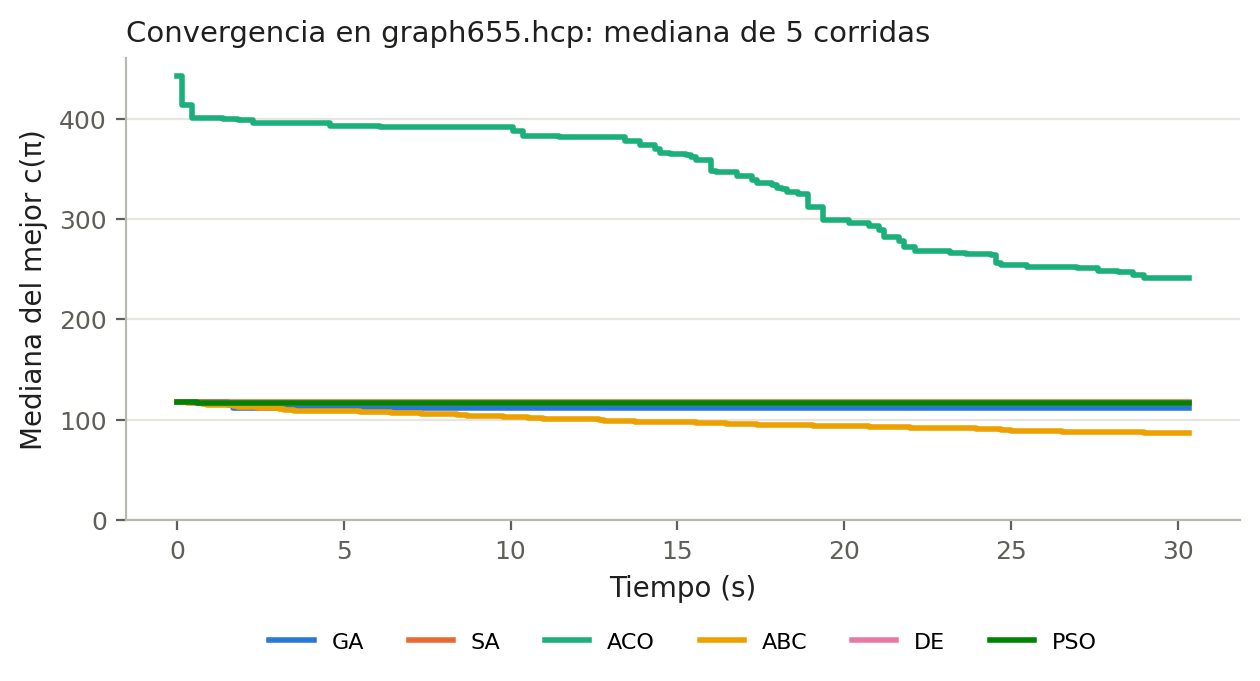 Convergencia en graph655.hcp: mediana de 5 corridas
Mediana del mejor c(π)
400
300
200
100
0
0 5 10 15 20 25 30
Tiempo (s)
GA SA ACO ABC DE PSO